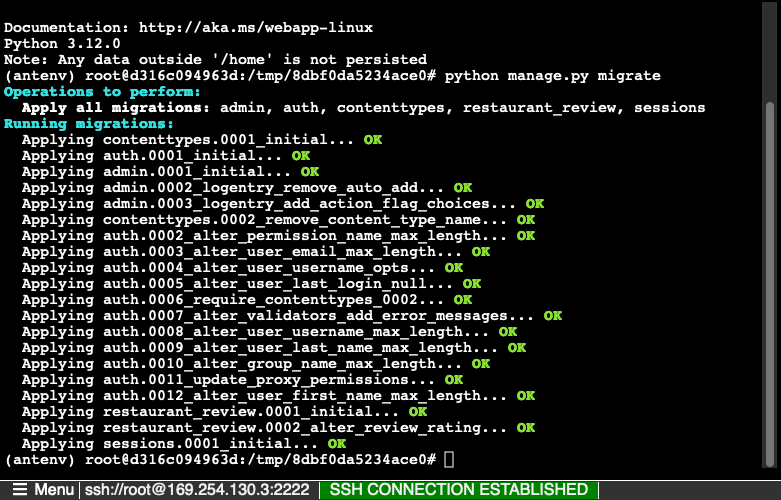 Documentation: http://aka.ms/webapp-linux
Python 3.12.0
Note: Any data outside '/home' is not persisted
(antenv) root@d316c094963d:/tmp/8dbf0da5234ace0# python manage.py migrate
Operations to perform:
  Apply all migrations: admin, auth, contenttypes, restaurant_review, sessions
Running migrations:
  Applying contenttypes.0001_initial... OK
  Applying auth.0001_initial... OK
  Applying admin.0001_initial... OK
  Applying admin.0002_logentry_remove_auto_add... OK
  Applying admin.0003_logentry_add_action_flag_choices... OK
  Applying contenttypes.0002_remove_content_type_name... OK
  Applying auth.0002_alter_permission_name_max_length... OK
  Applying auth.0003_alter_user_email_max_length... OK
  Applying auth.0004_alter_user_username_opts... OK
  Applying auth.0005_alter_user_last_login_null... OK
  Applying auth.0006_require_contenttypes_0002... OK
  Applying auth.0007_alter_validators_add_error_messages... OK
  Applying auth.0008_alter_user_username_max_length... OK
  Applying auth.0009_alter_user_last_name_max_length... OK
  Applying auth.0010_alter_group_name_max_length... OK
  Applying auth.0011_update_proxy_permissions... OK
  Applying auth.0012_alter_user_first_name_max_length... OK
  Applying restaurant_review.0001_initial... OK
  Applying restaurant_review.0002_alter_review_rating... OK
  Applying sessions.0001_initial... OK
(antenv) root@d316c094963d:/tmp/8dbf0da5234ace0#
☰ Menu ssh://root@169.254.130.3:2222 SSH CONNECTION ESTABLISHED